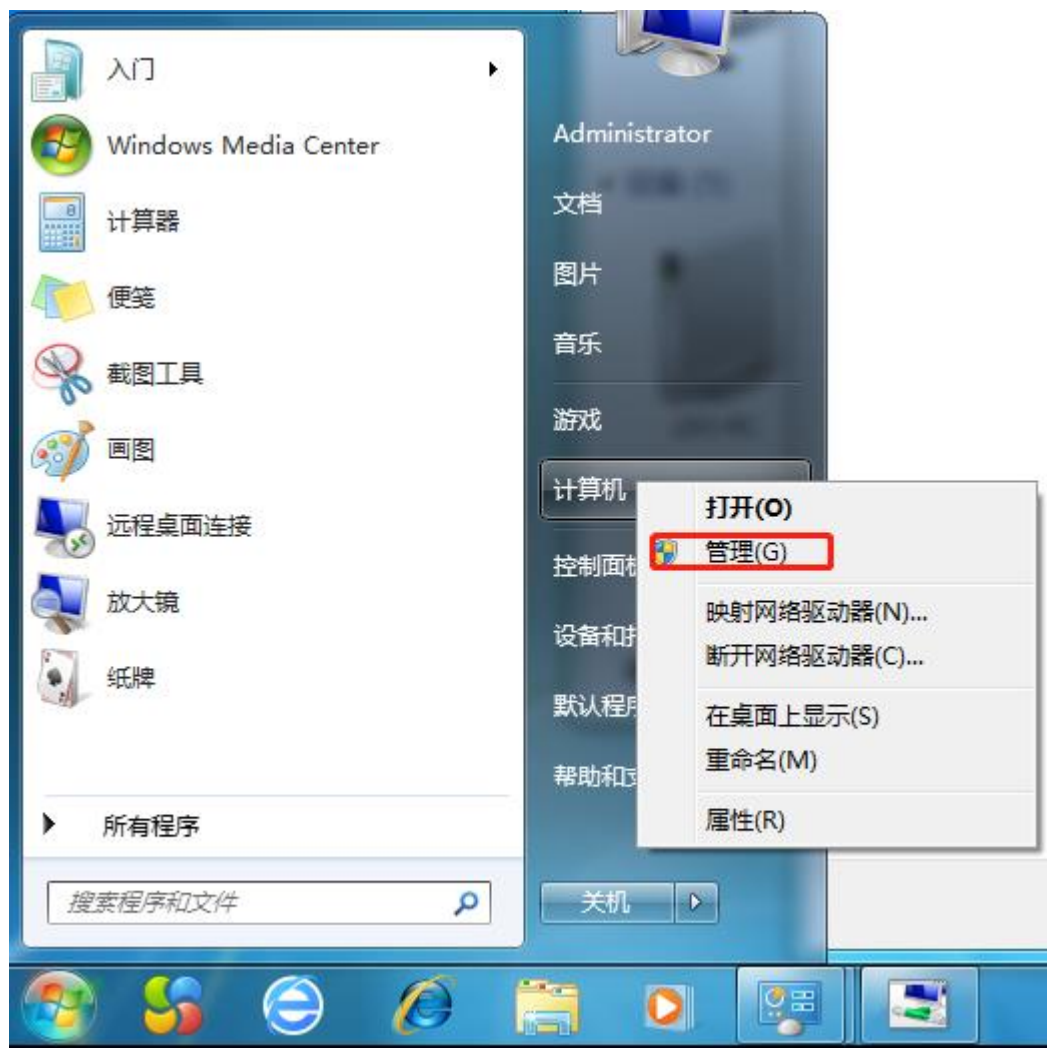 入门
Windows Media Center
计算器
便笺
截图工具
画图
远程桌面连接
放大镜
纸牌
所有程序
搜索程序和文件
Administrator
文档
图片
音乐
游戏
计算机
控制面
设备和
默认程
帮助和
关机
打开(O)
管理(G)
映射网络驱动器(N)...
断开网络驱动器(C)...
在桌面上显示(S)
重命名(M)
属性(R)